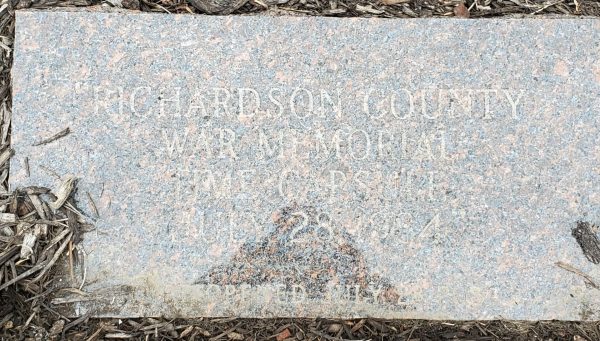 "RICHARDSON COUNTY
WAR MEMORIAL
TIME CAPSULE
JULY 28
OPENED JULY